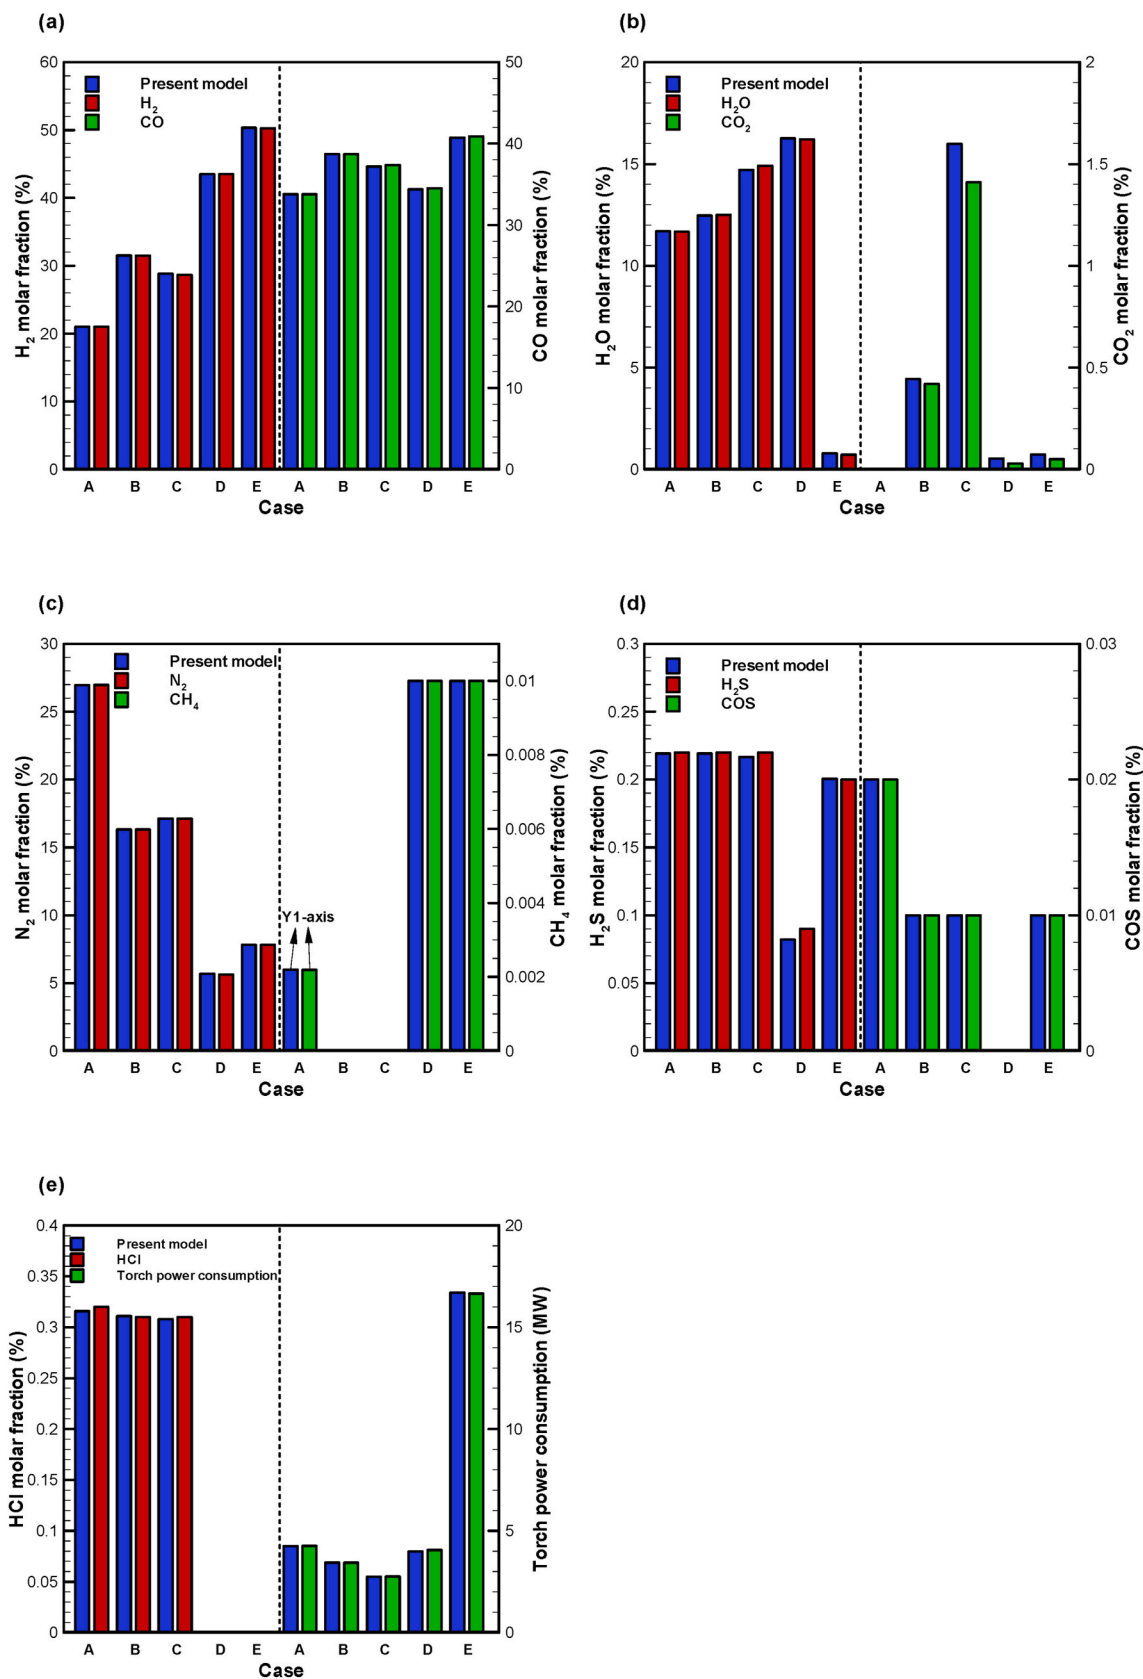 (a)
60
50
40
30
20
10
0
H2 molar fraction (%)
Present model
H2
CO
50
40
30
20
10
0
CO molar fraction (%)
A B C D E A B C D E
Case
(b)
20
15
10
5
0
H2O molar fraction (%)
Present model
H2O
CO2
2
1.5
1
0.5
0
CO2 molar fraction (%)
A B C D E A B C D E
Case
(c)
30
25
20
15
10
5
0
N2 molar fraction (%)
Present model
N2
CH4
Y1-axis
0.01
0.008
0.006
0.004
0.002
0
CH4 molar fraction (%)
A B C D E A B C D E
Case
(d)
0.3
0.25
0.2
0.15
0.1
0.05
0
H2S molar fraction (%)
Present model
H2S
COS
0.03
0.02
0.01
0
COS molar fraction (%)
A B C D E A B C D E
Case
(e)
0.4
0.35
0.3
0.25
0.2
0.15
0.1
0.05
0
HCl molar fraction (%)
Present model
HCl
Torch power consumption
20
15
10
5
0
Torch power consumption (MW)
A B C D E A B C D E
Case